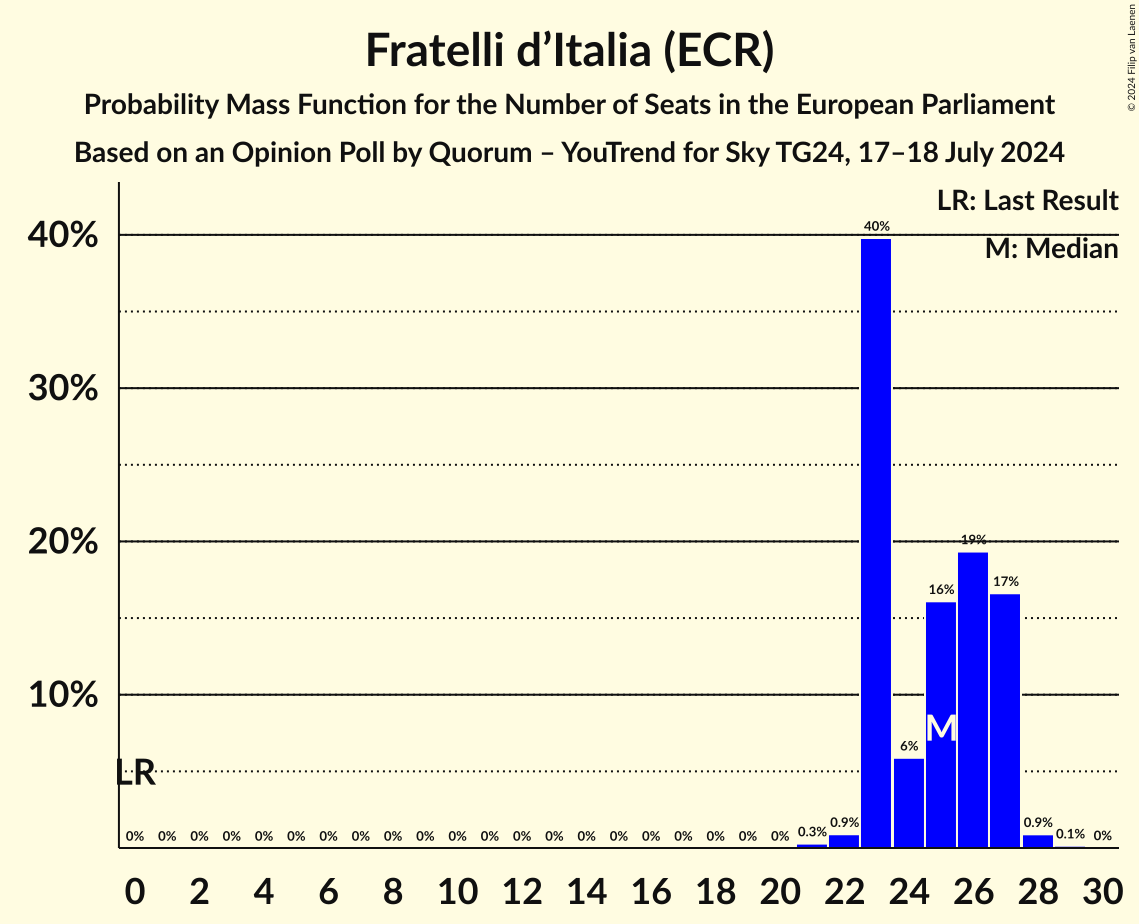 Fratelli d’Italia (ECR)
Probability Mass Function for the Number of Seats in the European Parliament
Based on an Opinion Poll by Quorum – YouTrend for Sky TG24, 17–18 July 2024
© 2024 Filip van Laenen
LR: Last Result
M: Median
40%
30%
20%
10%
40%
19%
17%
16%
6%
M
LR
0% 0% 0% 0% 0% 0% 0% 0% 0% 0% 0% 0% 0% 0% 0% 0% 0% 0% 0% 0% 0% 0.3% 0.9% 0.9% 0.1% 0%
0 2 4 6 8 10 12 14 16 18 20 22 24 26 28 30